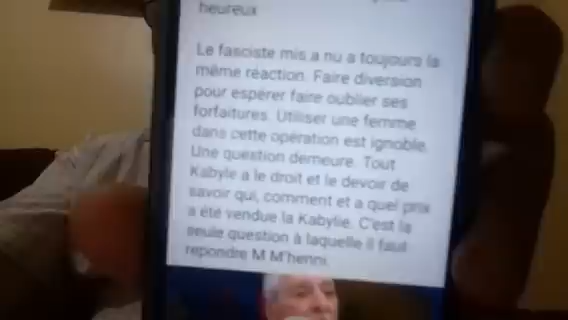 heureux
Le fasciste mis a nu a toujours la
même réaction. Faire diversion
pour espérer faire oublier ses
forfaitures. Utiliser une femme
dans cette opération est ignoble.
Une question demeure. Tout
Kabyle a le droit et le devoir de
savoir qui, comment et a quel prix
a été vendue la Kabylie. C'est la
seule question à laquelle il faut
repondre M M'henni.